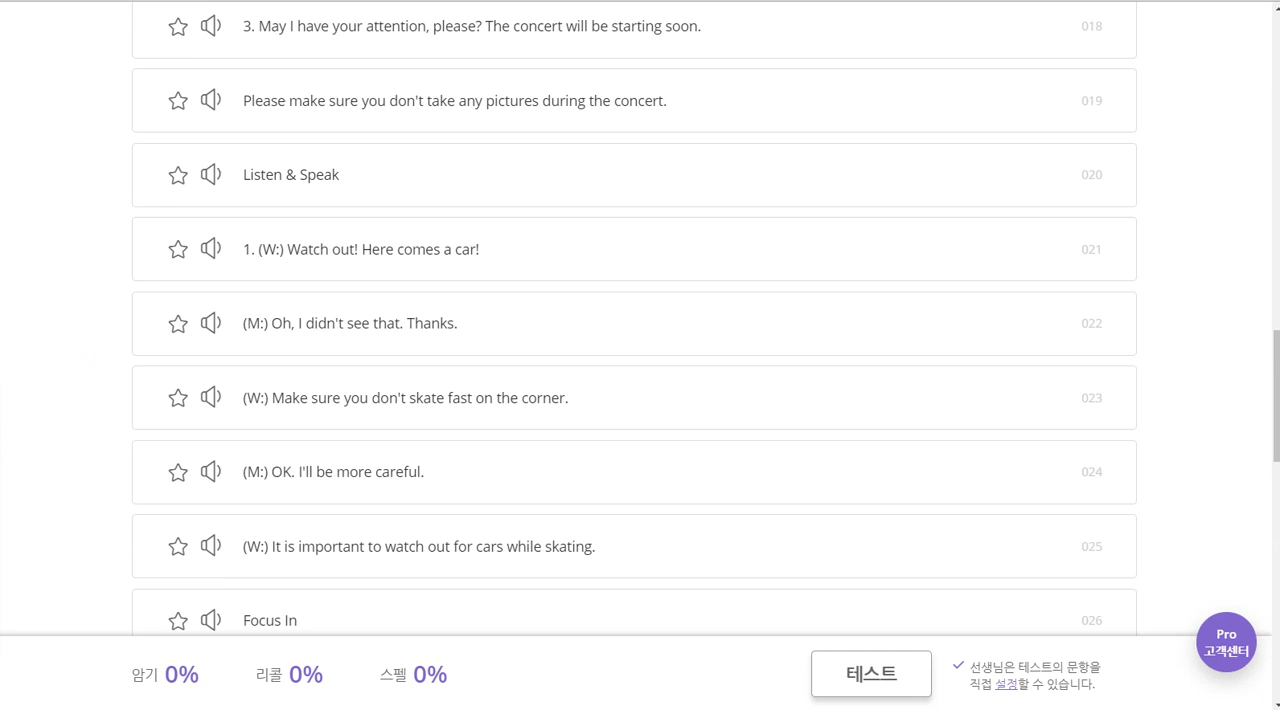 3. May I have your attention, please? The concert will be starting soon. 018
Please make sure you don't take any pictures during the concert. 019
Listen & Speak 020
1. (W:) Watch out! Here comes a car! 021
(M:) Oh, I didn't see that. Thanks. 022
(W:) Make sure you don't skate fast on the corner. 023
(M:) OK. I'll be more careful. 024
(W:) It is important to watch out for cars while skating. 025
Focus In 026
Pro
고객센터
암기 0% 리콜 0% 스펠 0%
테스트
선생님은 테스트의 문항을
직접 설정할 수 있습니다.